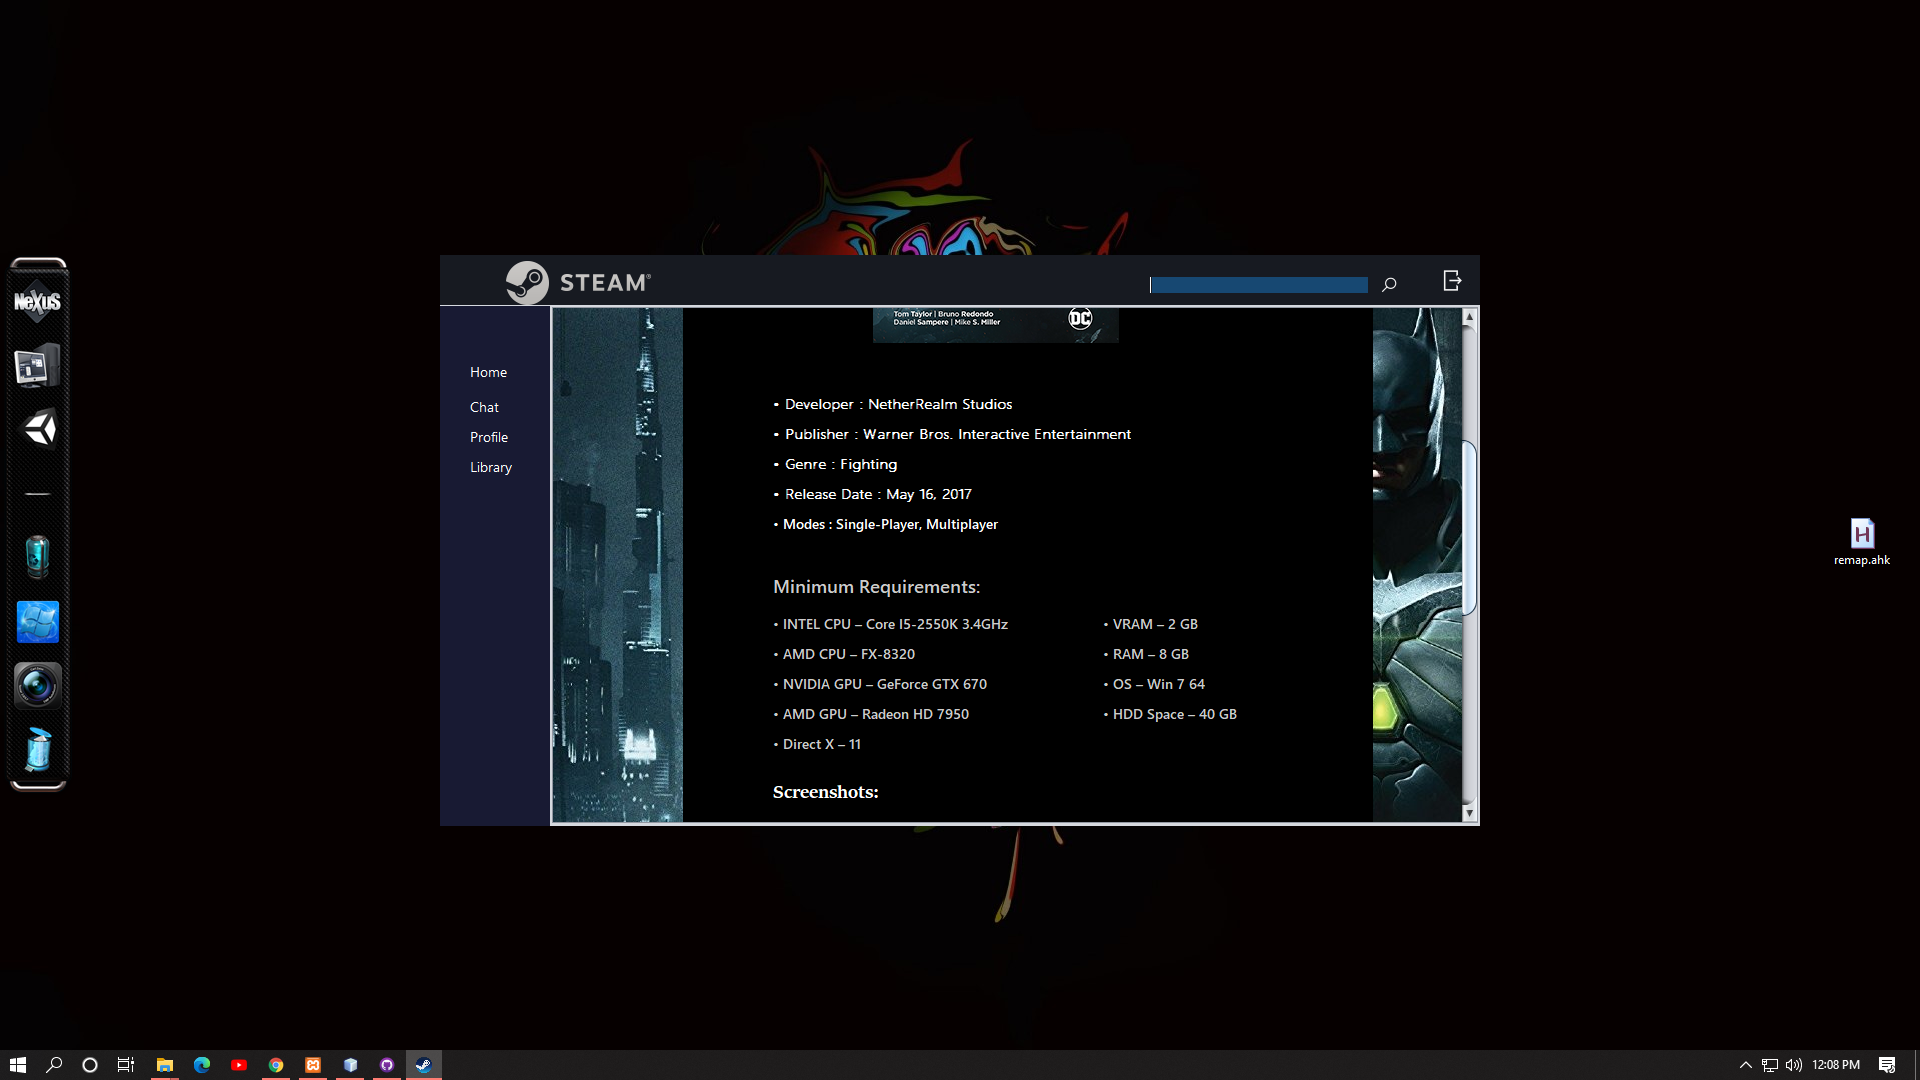 STEAM®
Tom Taylor | Bruno Redondo
Daniel Sampere | Mike S. Miller
DC
NeXuS
Home
Chat
Profile
Library
• Developer : NetherRealm Studios
• Publisher : Warner Bros. Interactive Entertainment
• Genre : Fighting
• Release Date : May 16, 2017
• Modes : Single-Player, Multiplayer
Minimum Requirements:
• INTEL CPU – Core I5-2550K 3.4GHz
• AMD CPU – FX-8320
• NVIDIA GPU – GeForce GTX 670
• AMD GPU – Radeon HD 7950
• Direct X – 11
• VRAM – 2 GB
• RAM – 8 GB
• OS – Win 7 64
• HDD Space – 40 GB
Screenshots:
H
remap.ahk
12:08 PM